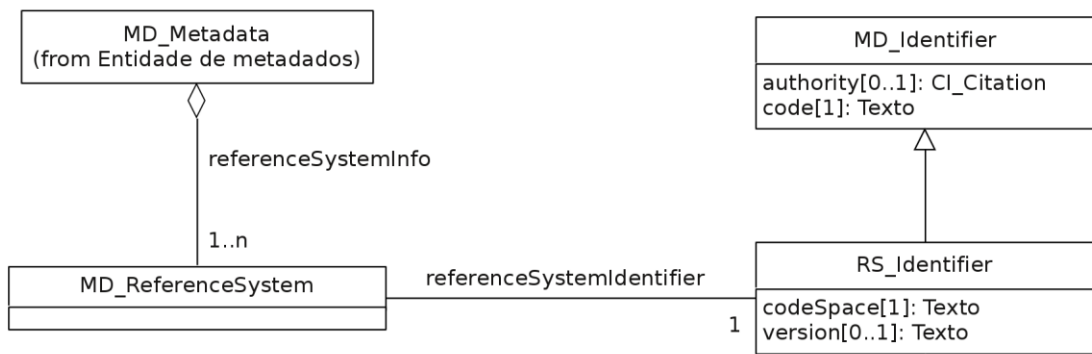 MD_Metadata
(from Entidade de metadados)
referenceSystemInfo
1..n
MD_ReferenceSystem
referenceSystemIdentifier
1
MD_Identifier
authority[0..1]: CI_Citation
code[1]: Texto
RS_Identifier
codeSpace[1]: Texto
version[0..1]: Texto